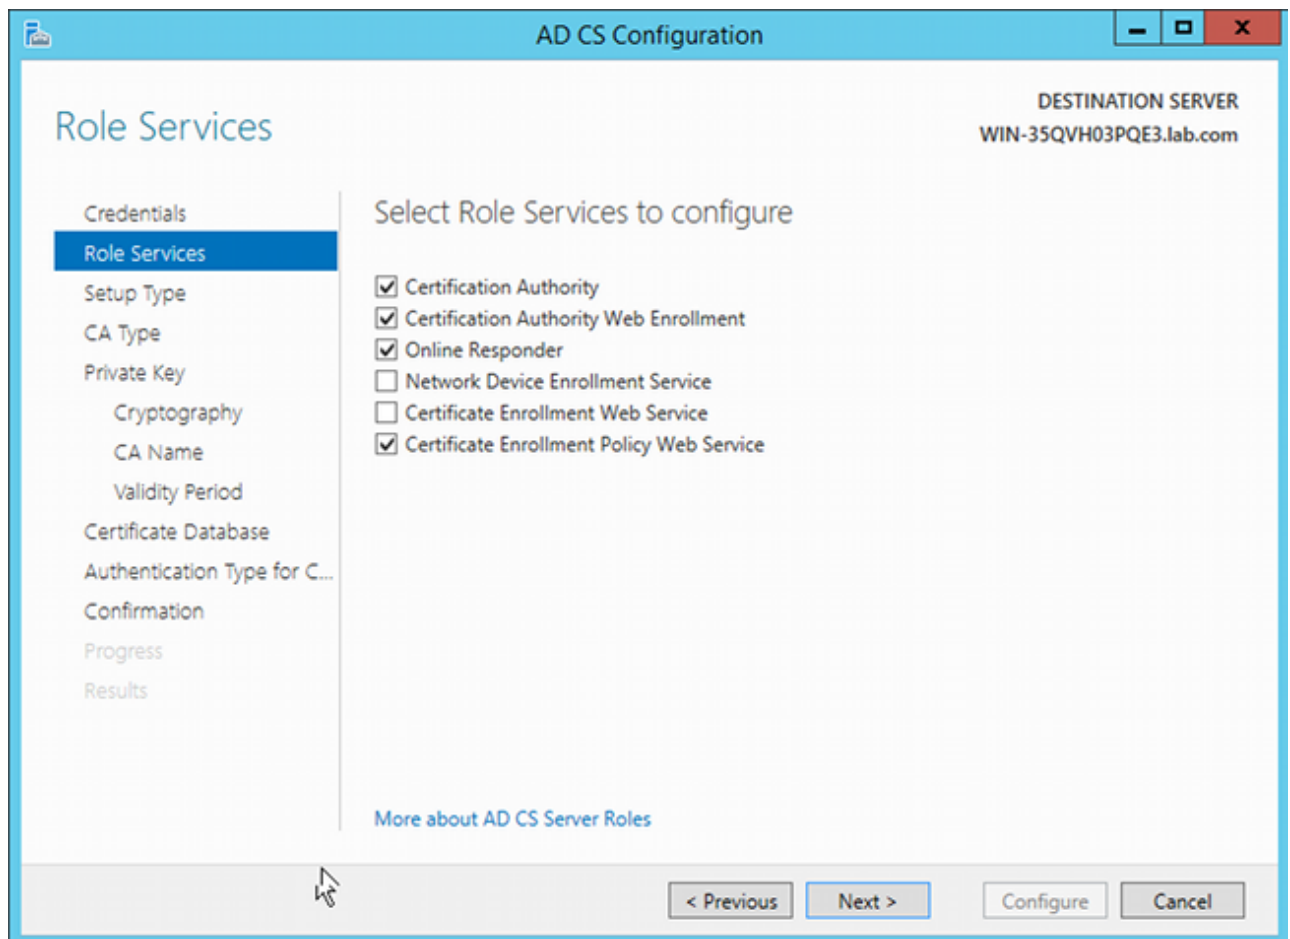 AD CS Configuration
Role Services
DESTINATION SERVER
WIN-35QVH03PQE3.lab.com
Credentials
Role Services
Setup Type
CA Type
Private Key
Cryptography
CA Name
Validity Period
Certificate Database
Authentication Type for C...
Confirmation
Progress
Results
Select Role Services to configure
Certification Authority
Certification Authority Web Enrollment
Online Responder
Network Device Enrollment Service
Certificate Enrollment Web Service
Certificate Enrollment Policy Web Service
More about AD CS Server Roles
< Previous
Next >
Configure
Cancel